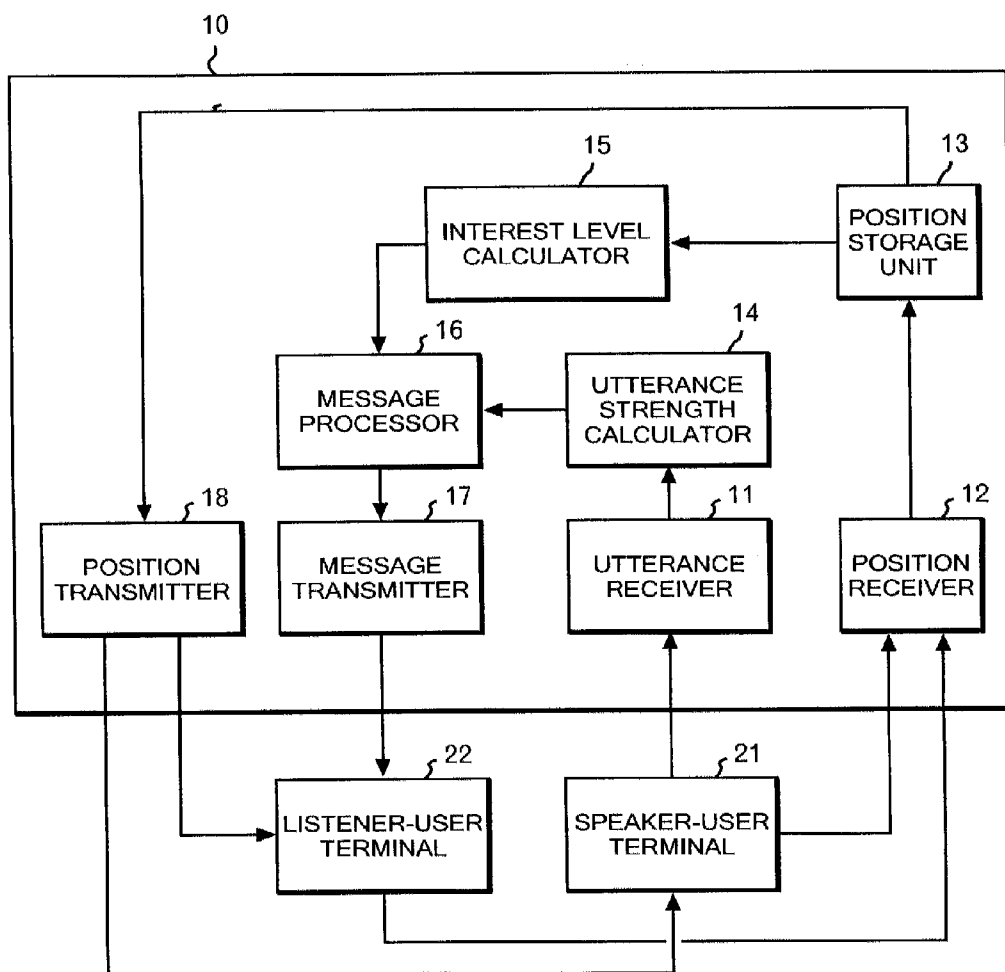 10
13
POSITION
STORAGE
UNIT
15
INTEREST LEVEL
CALCULATOR
16
MESSAGE
PROCESSOR
14
UTTERANCE
STRENGTH
CALCULATOR
18
POSITION
TRANSMITTER
17
MESSAGE
TRANSMITTER
11
UTTERANCE
RECEIVER
12
POSITION
RECEIVER
22
LISTENER-USER
TERMINAL
21
SPEAKER-USER
TERMINAL